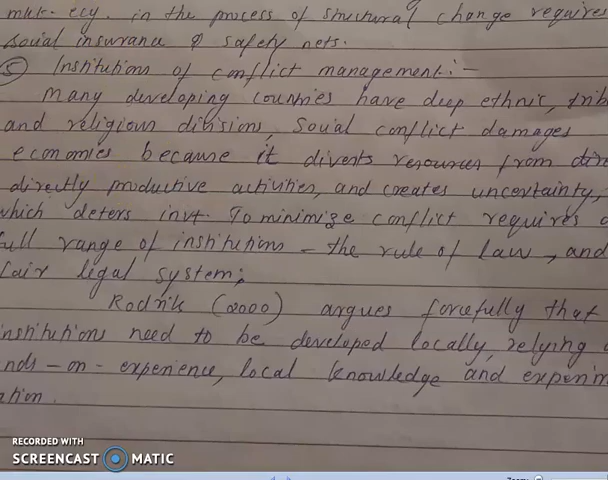 mkt. ecy. in the process of structural change requires
social insurance & safety nets.
5 Institutions of conflict management:-
Many developing countries have deep ethnic, trib
and religious divisions, social conflict damages
economies because it diverts resources from dire
directly productive activities, and creates uncertainty,
which deters invt. To minimize conflict requires a
full range of institutions - the rule of law, and
fair legal system;
Rodrik (2000) argues forcefully that
institutions need to be developed locally, relying o
nds-on-experience, local knowledge and experim
ation.
RECORDED WITH
SCREENCAST MATIC